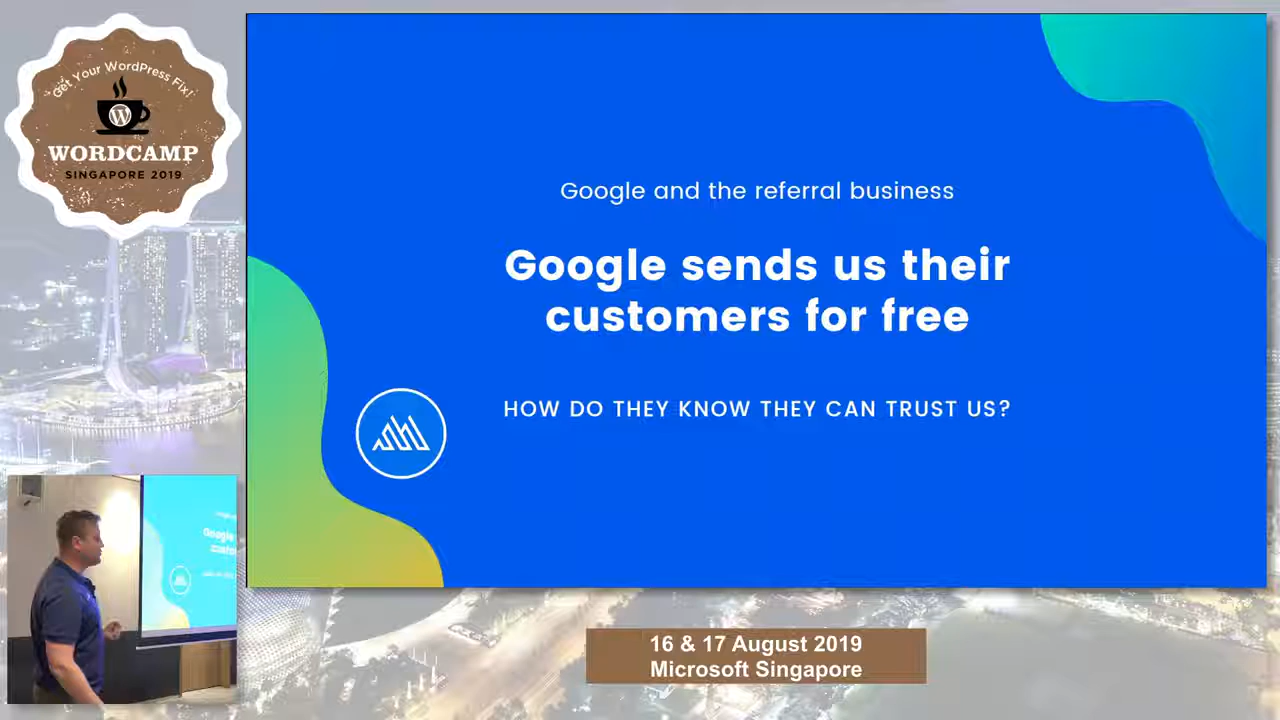 Get Your WordPress Fix!
WORDCAMP
SINGAPORE 2019
Google and the referral business
Google sends us their
customers for free
HOW DO THEY KNOW THEY CAN TRUST US?
Google
16 & 17 August 2019
Microsoft Singapore